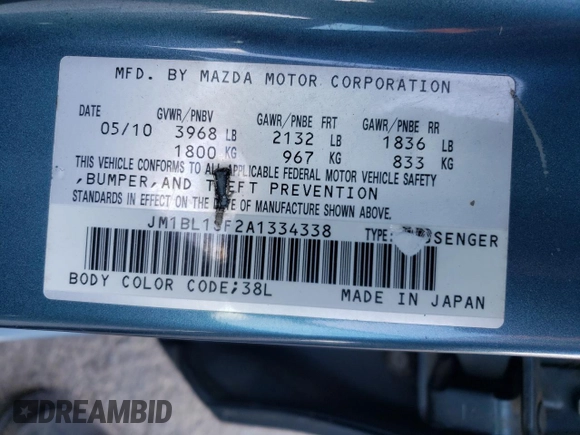 MFD. BY MAZDA MOTOR CORPORATION
DATE GVWR/PNBV GAWR/PNBE FRT GAWR/PNBE RR
05/10 3968 LB 2132 LB 1836 LB
1800 KG 967 KG 833 KG
THIS VEHICLE CONFORMS TO ALL APPLICABLE FEDERAL MOTOR VEHICLE SAFETY
,BUMPER,AND THEFT PREVENTION
STANDARDS IN EFFECT ON THE DATE OF MANUFACTURE SHOWN ABOVE.
TYPE:
BODY COLOR CODE;38L MADE IN JAPAN
DREAMBID